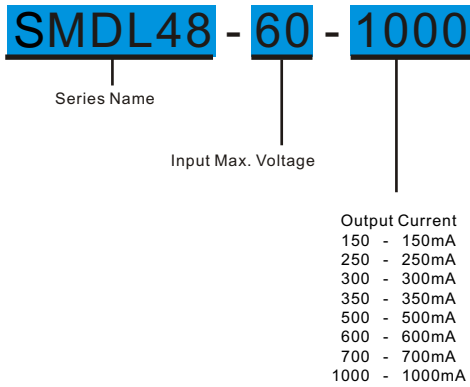 SMDL48 - 60 - 1000
Series Name
Input Max. Voltage
Output Current
150 - 150mA
250 - 250mA
300 - 300mA
350 - 350mA
500 - 500mA
600 - 600mA
700 - 700mA
1000 - 1000mA